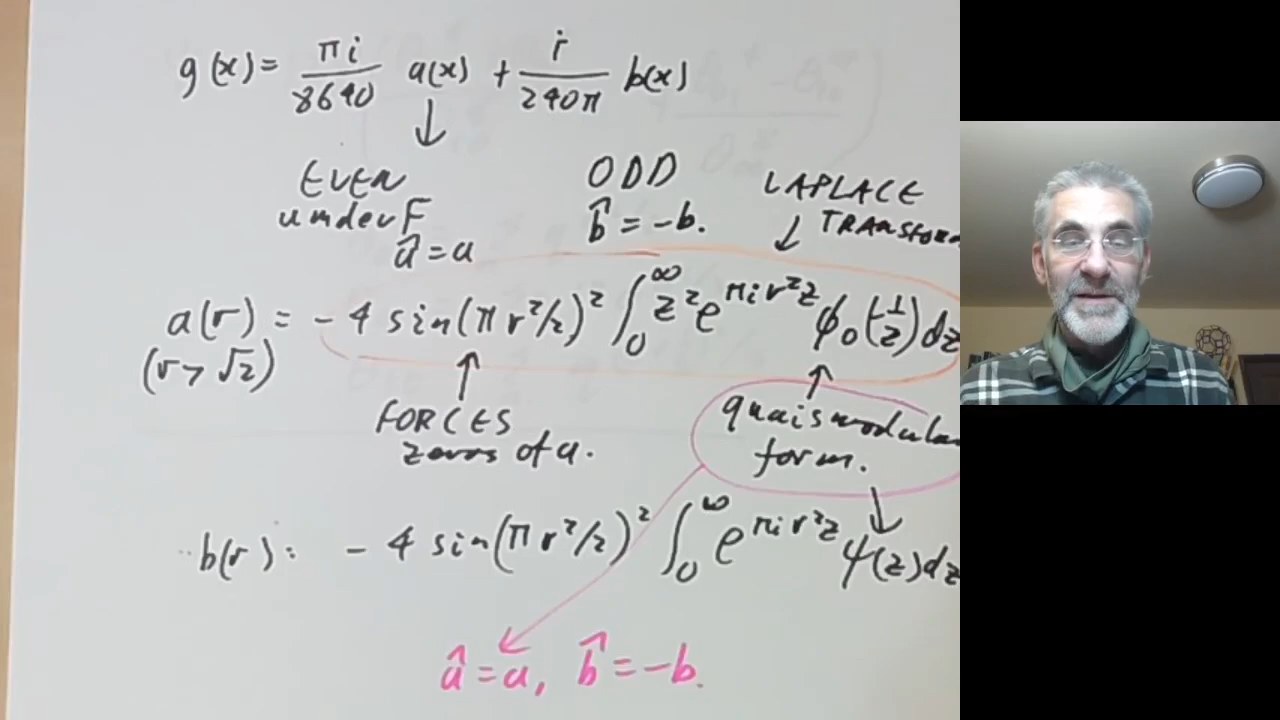 g(x) = πi/8640 a(x) + i/240π b(x)
↓
EVEN ODD LAPLACE
under F b̂ = -b. ↓ TRANSform
â = a
a(r) = -4 sin(πr²/2)² ∫₀^∞ z² e^{πir²z} ϕ₀(-1/z) dz
(r > √2)
↑ ↑
FORCES quaismodular
zeros of a. form.
↓
b(r) : -4 sin(πr²/2)² ∫₀^∞ e^{πir²z} ψ(z) dz
â = a, b̂ = -b.